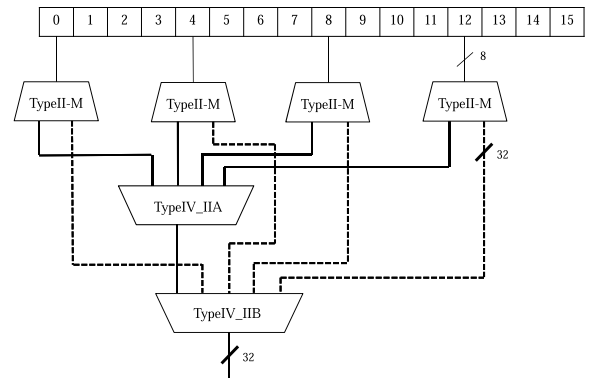 0 1 2 3 4 5 6 7 8 9 10 11 12 13 14 15
8
TypeII-M TypeII-M TypeII-M TypeII-M
32
TypeIV_IIA
TypeIV_IIB
32